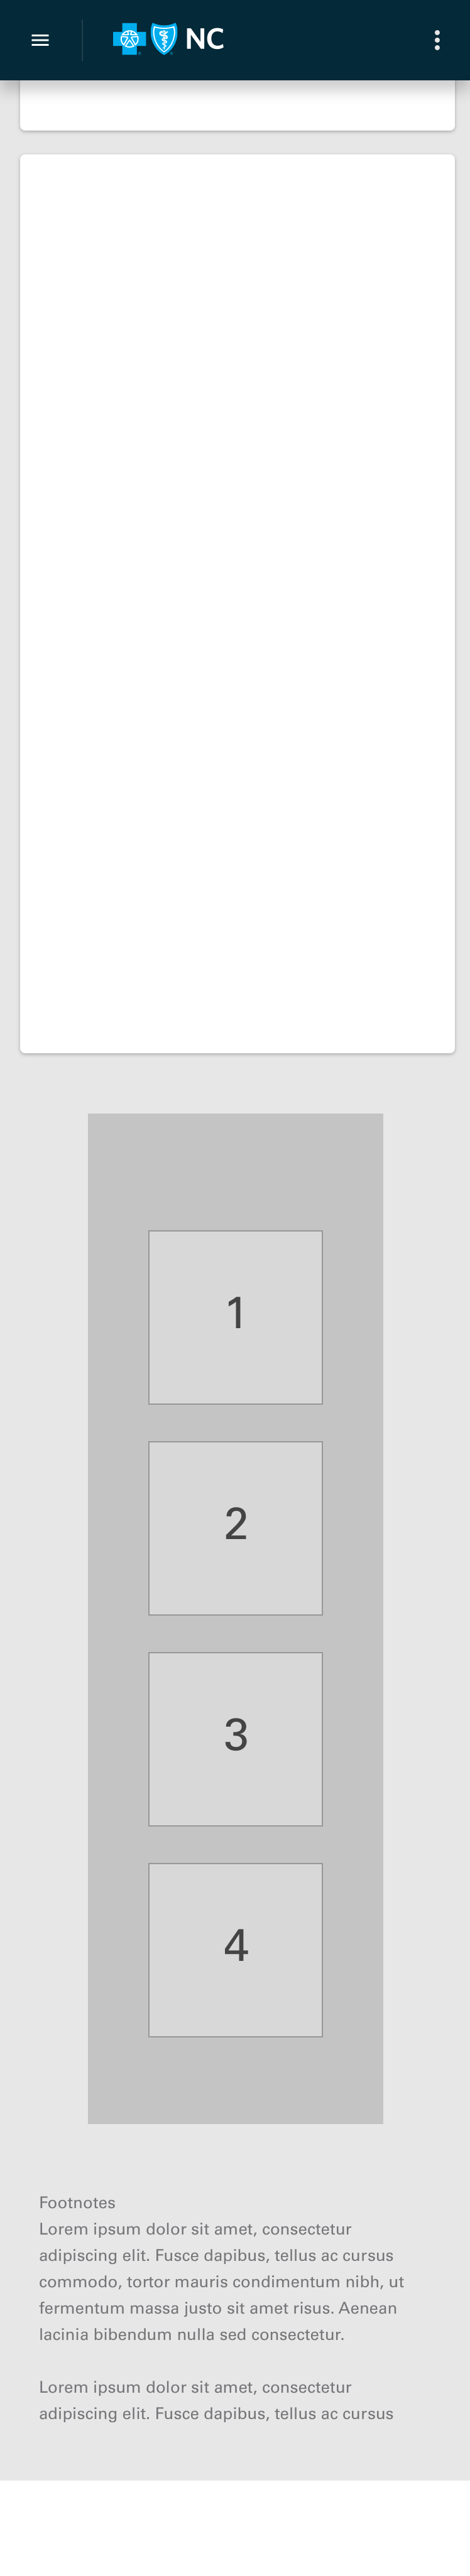 NC
1
2
3
4
Footnotes
Lorem ipsum dolor sit amet, consectetur
adipiscing elit. Fusce dapibus, tellus ac cursus
commodo, tortor mauris condimentum nibh, ut
fermentum massa justo sit amet risus. Aenean
lacinia bibendum nulla sed consectetur.
Lorem ipsum dolor sit amet, consectetur
adipiscing elit. Fusce dapibus, tellus ac cursus